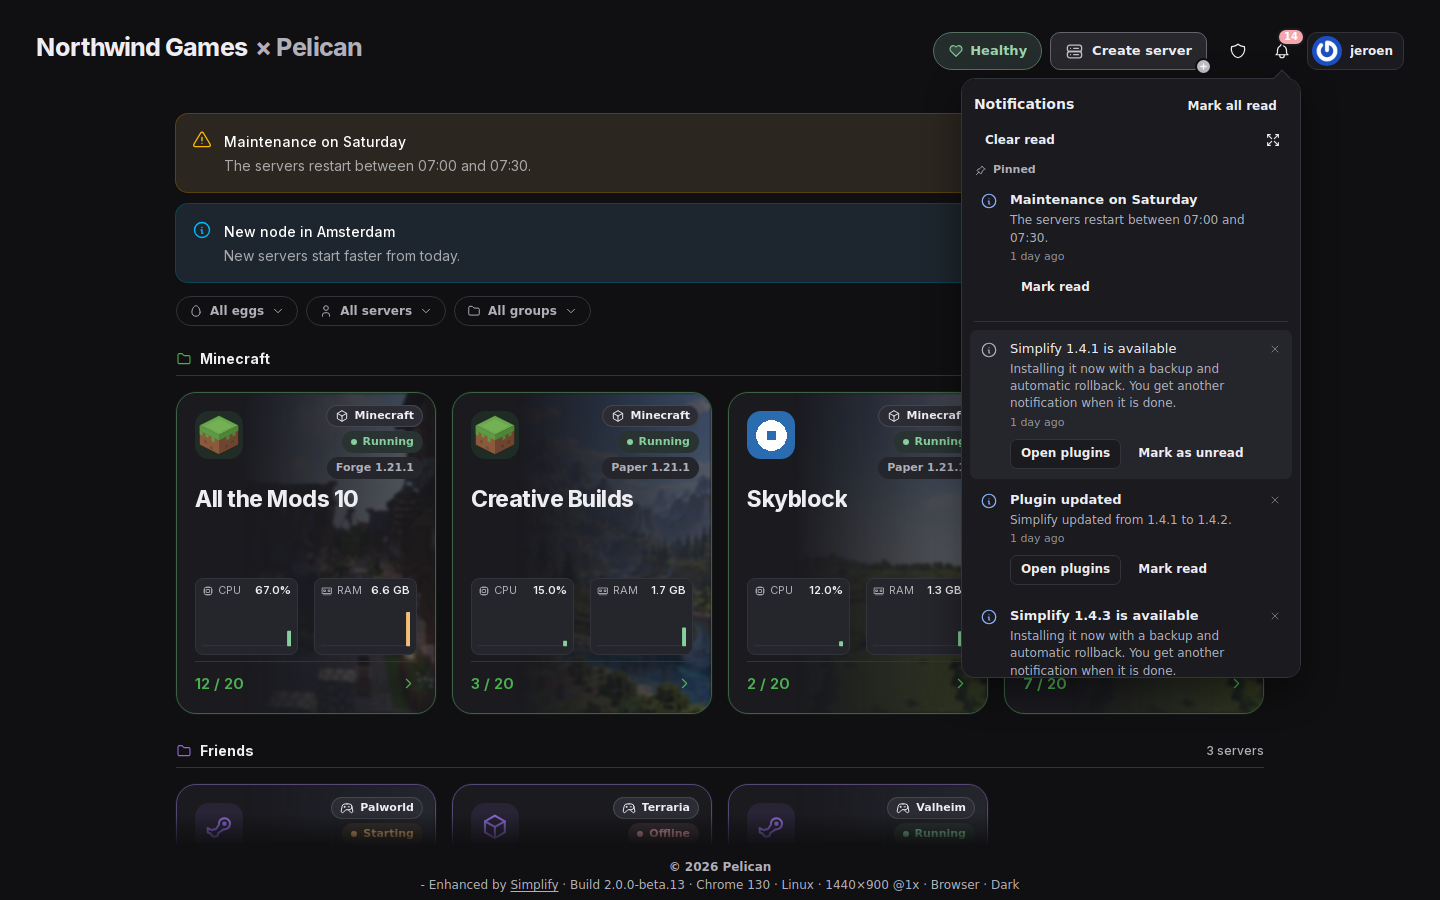 Northwind Games × Pelican
Healthy
Create server
14
jeroen
Notifications
Mark all read
Clear read
Pinned
Maintenance on Saturday
The servers restart between 07:00 and
07:30.
1 day ago
Mark read
Simplify 1.4.1 is available
Installing it now with a backup and
automatic rollback. You get another
notification when it is done.
1 day ago
Open plugins Mark as unread
Plugin updated
Simplify updated from 1.4.1 to 1.4.2.
1 day ago
Open plugins Mark read
Simplify 1.4.3 is available
Installing it now with a backup and
automatic rollback. You get another
notification when it is done.
Maintenance on Saturday
The servers restart between 07:00 and 07:30.
New node in Amsterdam
New servers start faster from today.
All eggs All servers All groups
Minecraft
Minecraft
Running
Forge 1.21.1
All the Mods 10
CPU 67.0% RAM 6.6 GB
12 / 20
Minecraft
Running
Paper 1.21.1
Creative Builds
CPU 15.0% RAM 1.7 GB
3 / 20
Minecraf
Running
Paper 1.21.1
Skyblock
CPU 12.0% RAM 1.3 GB
2 / 20
7 / 20
Friends 3 servers
Palworld
Starting
Terraria
Offline
Valheim
Running
© 2026 Pelican
- Enhanced by Simplify · Build 2.0.0-beta.13 · Chrome 130 · Linux · 1440×900 @1x · Browser · Dark